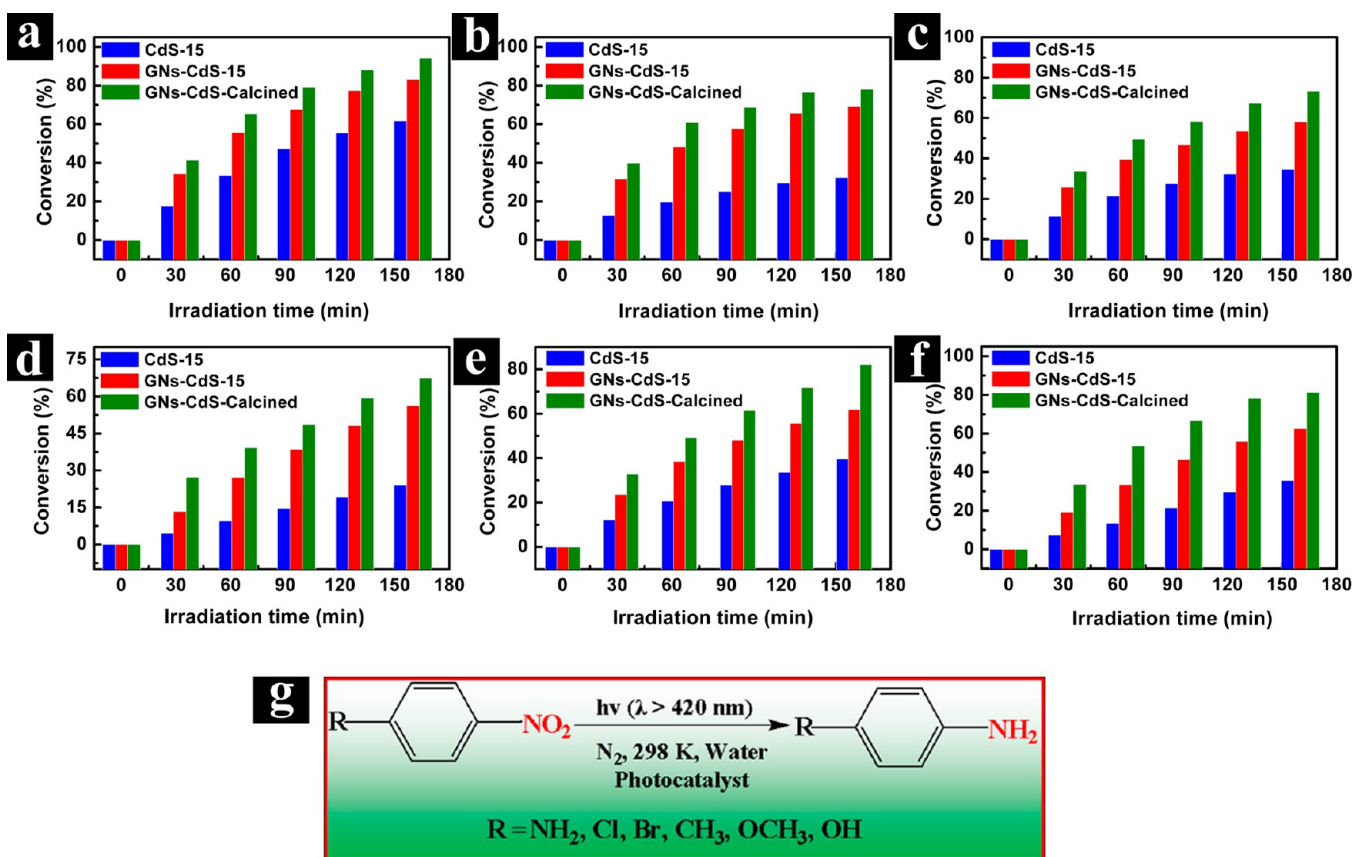 a
CdS-15
GNs-CdS-15
GNs-CdS-Calcined
Conversion (%)
100
80
60
40
20
0
0 30 60 90 120 150 180
Irradiation time (min)
b
CdS-15
GNs-CdS-15
GNs-CdS-Calcined
Conversion (%)
100
80
60
40
20
0
0 30 60 90 120 150 180
Irradiation time (min)
c
CdS-15
GNs-CdS-15
GNs-CdS-Calcined
Conversion (%)
100
80
60
40
20
0
0 30 60 90 120 150 180
Irradiation time (min)
d
CdS-15
GNs-CdS-15
GNs-CdS-Calcined
Conversion (%)
75
60
45
30
15
0
0 30 60 90 120 150 180
Irradiation time (min)
e
CdS-15
GNs-CdS-15
GNs-CdS-Calcined
Conversion (%)
80
60
40
20
0
0 30 60 90 120 150 180
Irradiation time (min)
f
CdS-15
GNs-CdS-15
GNs-CdS-Calcined
Conversion (%)
100
80
60
40
20
0
0 30 60 90 120 150 180
Irradiation time (min)
g
R NO₂ hv (λ > 420 nm) R NH₂
N₂, 298 K, Water
Photocatalyst
R = NH₂, Cl, Br, CH₃, OCH₃, OH